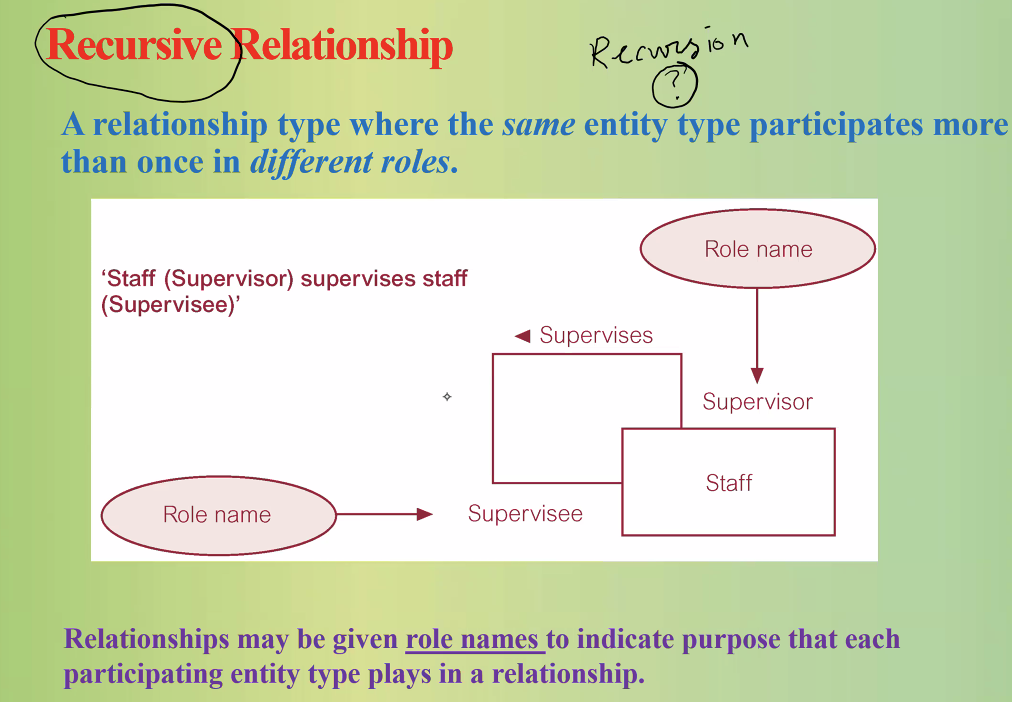 Recursive Relationship
Recursion
?
A relationship type where the same entity type participates more
than once in different roles.
Role name
‘Staff (Supervisor) supervises staff
(Supervisee)’
◄ Supervises
Supervisor
Staff
Role name
Supervisee
Relationships may be given role names to indicate purpose that each
participating entity type plays in a relationship.